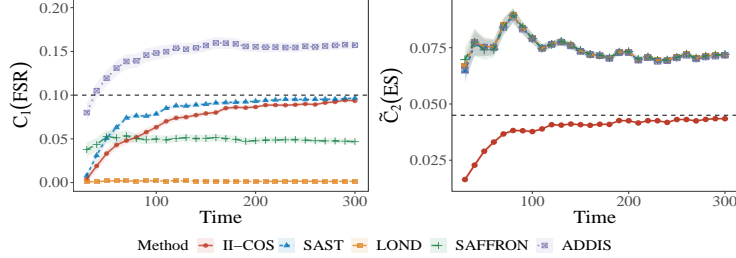 0.20
0.15
0.10
0.05
0.00
C₁(FSR)
100
200
300
Time
0.075
0.050
0.025
C̃₂(ES)
100
200
300
Time
Method II−COS SAST LOND SAFFRON ADDIS